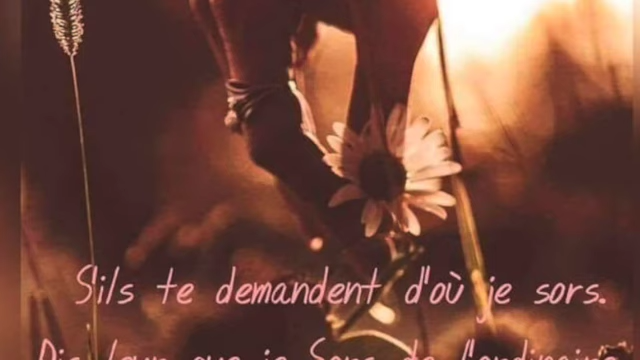 S'ils te demandent d'où je sors.
Dis leur que je Sors de l'ordinaire